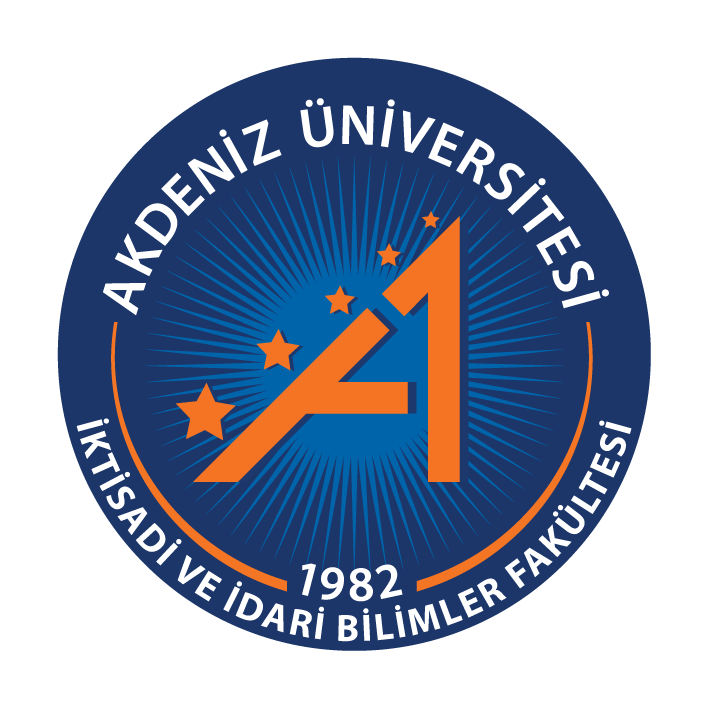 AKDENİZ ÜNİVERSİTESİ
1982
İKTİSADİ VE İDARİ BİLİMLER FAKÜLTESİ